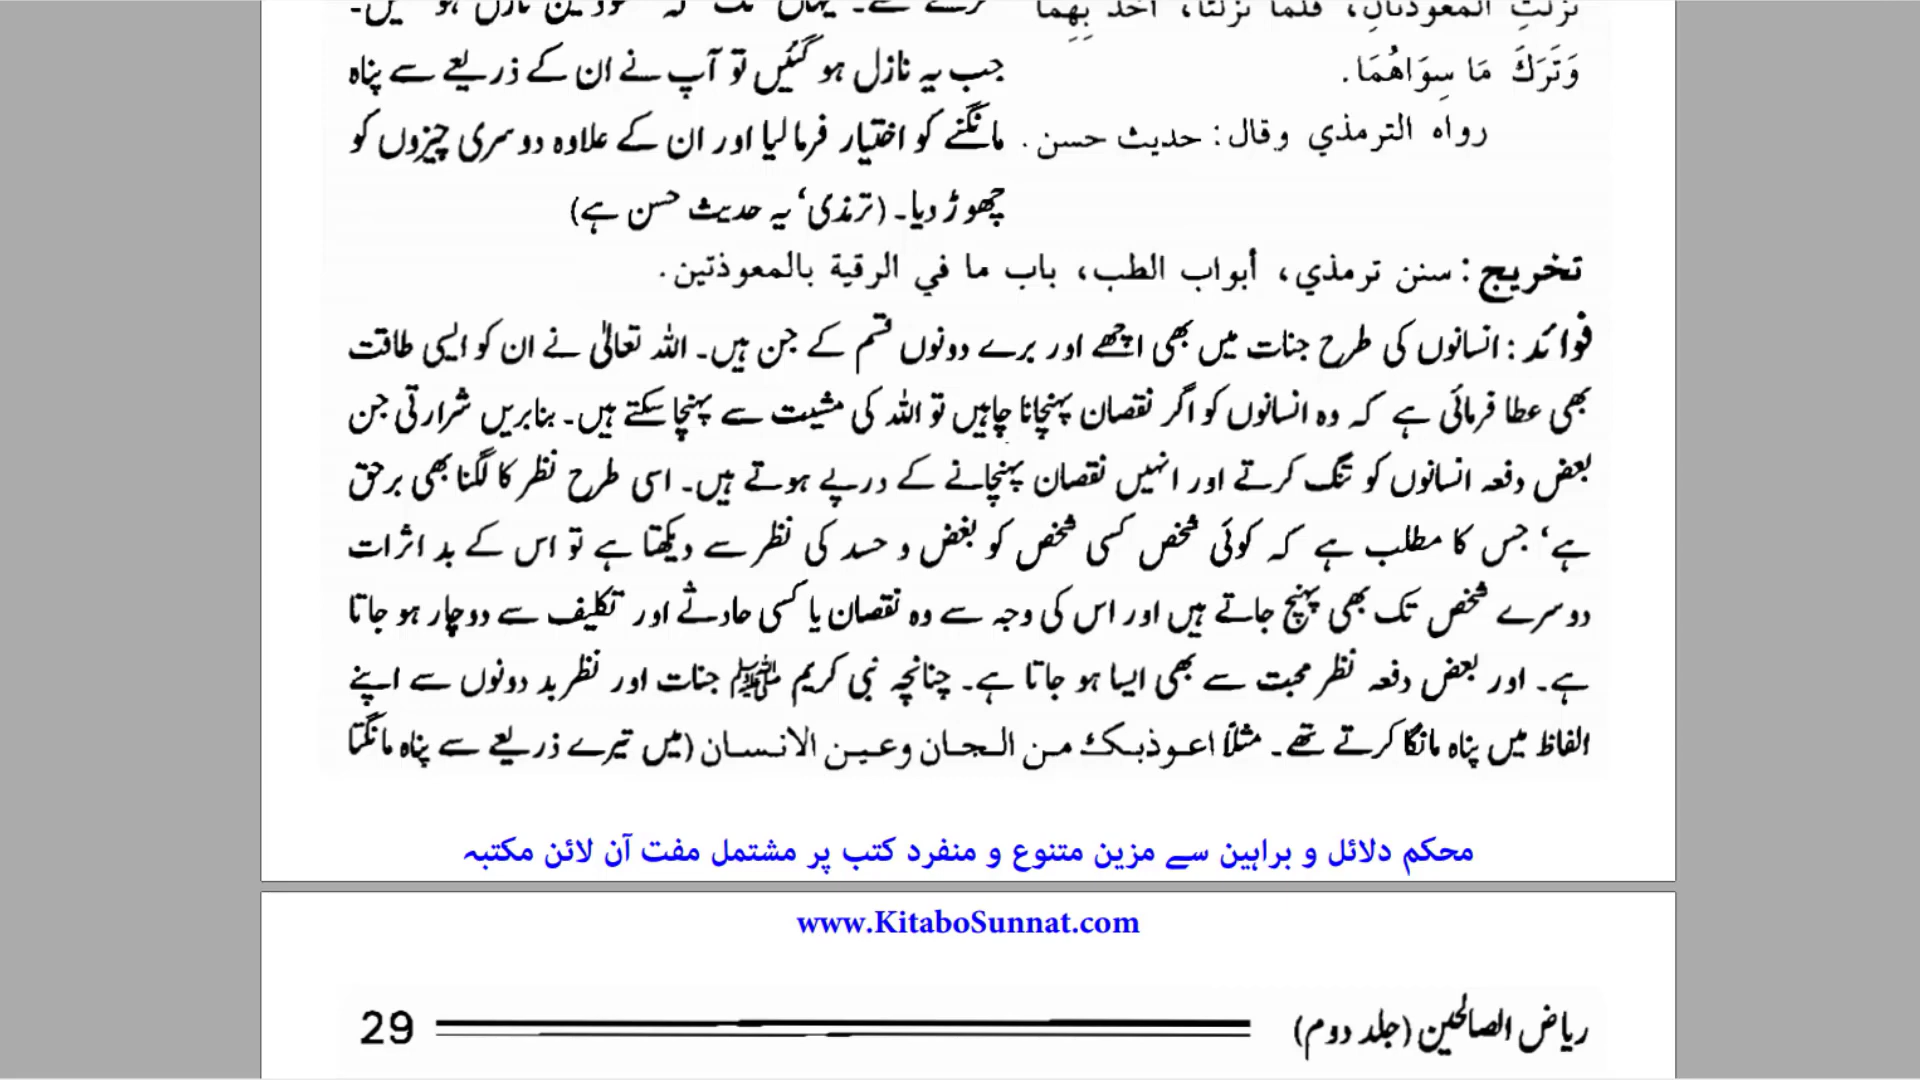 نزلت المعوذتان، فلما نزلتا، أخذ بِهِمَا
وَتَرَكَ مَا سِوَاهُمَا.
رواه الترمذي وقال: حديث حسن.
جب یہ نازل ہو گئیں تو آپ نے ان کے ذریعے سے پناہ
مانگنے کو اختیار فرما لیا اور ان کے علاوہ دوسری چیزوں کو
چھوڑ دیا۔ (ترمذی‘ یہ حدیث حسن ہے)
تخريج: سنن ترمذي، أبواب الطب، باب ما في الرقية بالمعوذتين.
فوائد: انسانوں کی طرح جنات میں بھی اچھے اور برے دونوں قسم کے جن ہیں۔ اللہ تعالیٰ نے ان کو ایسی طاقت
بھی عطا فرمائی ہے کہ وہ انسانوں کو اگر نقصان پہنچانا چاہیں تو اللہ کی مشیت سے پہنچا سکتے ہیں۔ بنابریں شرارتی جن
بعض دفعہ انسانوں کو تنگ کرتے اور انہیں نقصان پہنچانے کے درپے ہوتے ہیں۔ اسی طرح نظر کا لگنا بھی برحق
ہے‘ جس کا مطلب ہے کہ کوئی شخص کسی شخص کو بغض و حسد کی نظر سے دیکھتا ہے تو اس کے بد اثرات
دوسرے شخص تک بھی پہنچ جاتے ہیں اور اس کی وجہ سے وہ نقصان یا کسی حادثے اور تکلیف سے دوچار ہو جاتا
ہے۔ اور بعض دفعہ نظر محبت سے بھی ایسا ہو جاتا ہے۔ چنانچہ نبی کریم ﷺ جنات اور نظر بد دونوں سے اپنے
الفاظ میں پناہ مانگا کرتے تھے۔ مثلاً اعوذبک من الجان وعین الانسان (میں تیرے ذریعے سے پناہ مانگتا
محکم دلائل و براہین سے مزین متنوع و منفرد کتب پر مشتمل مفت آن لائن مکتبہ
www.KitaboSunnat.com
ریاض الصالحین (جلد دوم) 29